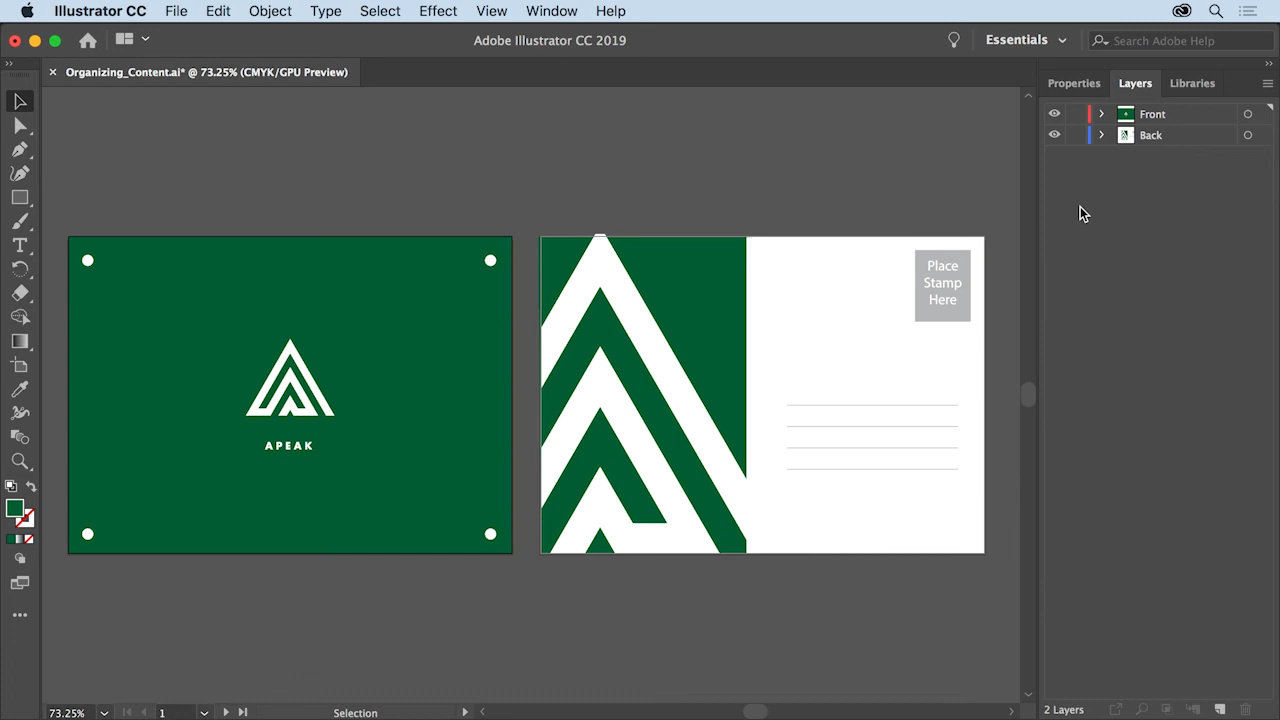 Illustrator CC File Edit Object Type Select Effect View Window Help
Adobe Illustrator CC 2019
Essentials
Search Adobe Help
Organizing_Content.ai* @ 73.25% (CMYK/GPU Preview)
Properties Layers Libraries
Front
Back
Place
Stamp
Here
APEAK
73.25%
1
Selection
2 Layers